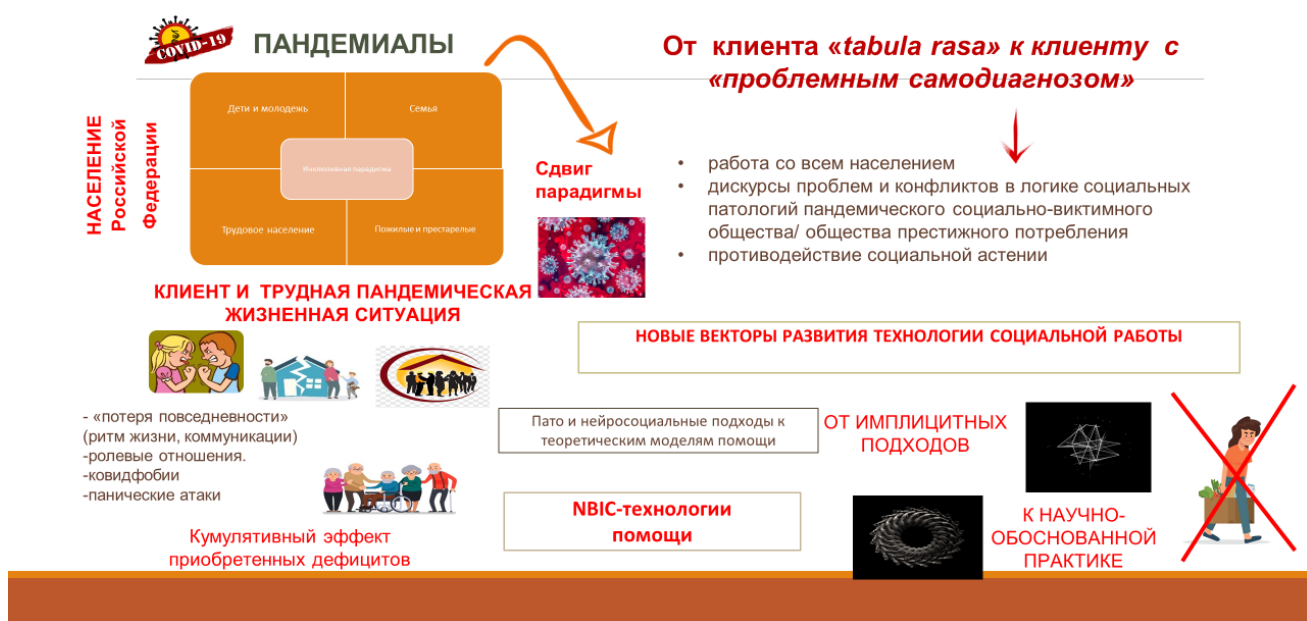 COVID-19
ПАНДЕМИАЛЫ
От клиента «tabula rasa» к клиенту с
«проблемным самодиагнозом»
НАСЕЛЕНИЕ
Российской
Федерации
Дети и молодежь
Семья
Инклюзивная парадигма
Трудовое население
Пожилые и престарелые
Сдвиг
парадигмы
• работа со всем населением
• дискурсы проблем и конфликтов в логике социальных
патологий пандемического социально-виктимного
общества/ общества престижного потребления
• противодействие социальной астении
КЛИЕНТ И ТРУДНАЯ ПАНДЕМИЧЕСКАЯ
ЖИЗНЕННАЯ СИТУАЦИЯ
- «потеря повседневности»
(ритм жизни, коммуникации)
-ролевые отношения.
-ковидфобии
-панические атаки
Кумулятивный эффект
приобретенных дефицитов
НОВЫЕ ВЕКТОРЫ РАЗВИТИЯ ТЕХНОЛОГИИ СОЦИАЛЬНОЙ РАБОТЫ
Пато и нейросоциальные подходы к
теоретическим моделям помощи
NBIC-технологии
помощи
ОТ ИМПЛИЦИТНЫХ
ПОДХОДОВ
К НАУЧНО-
ОБОСНОВАННОЙ
ПРАКТИКЕ